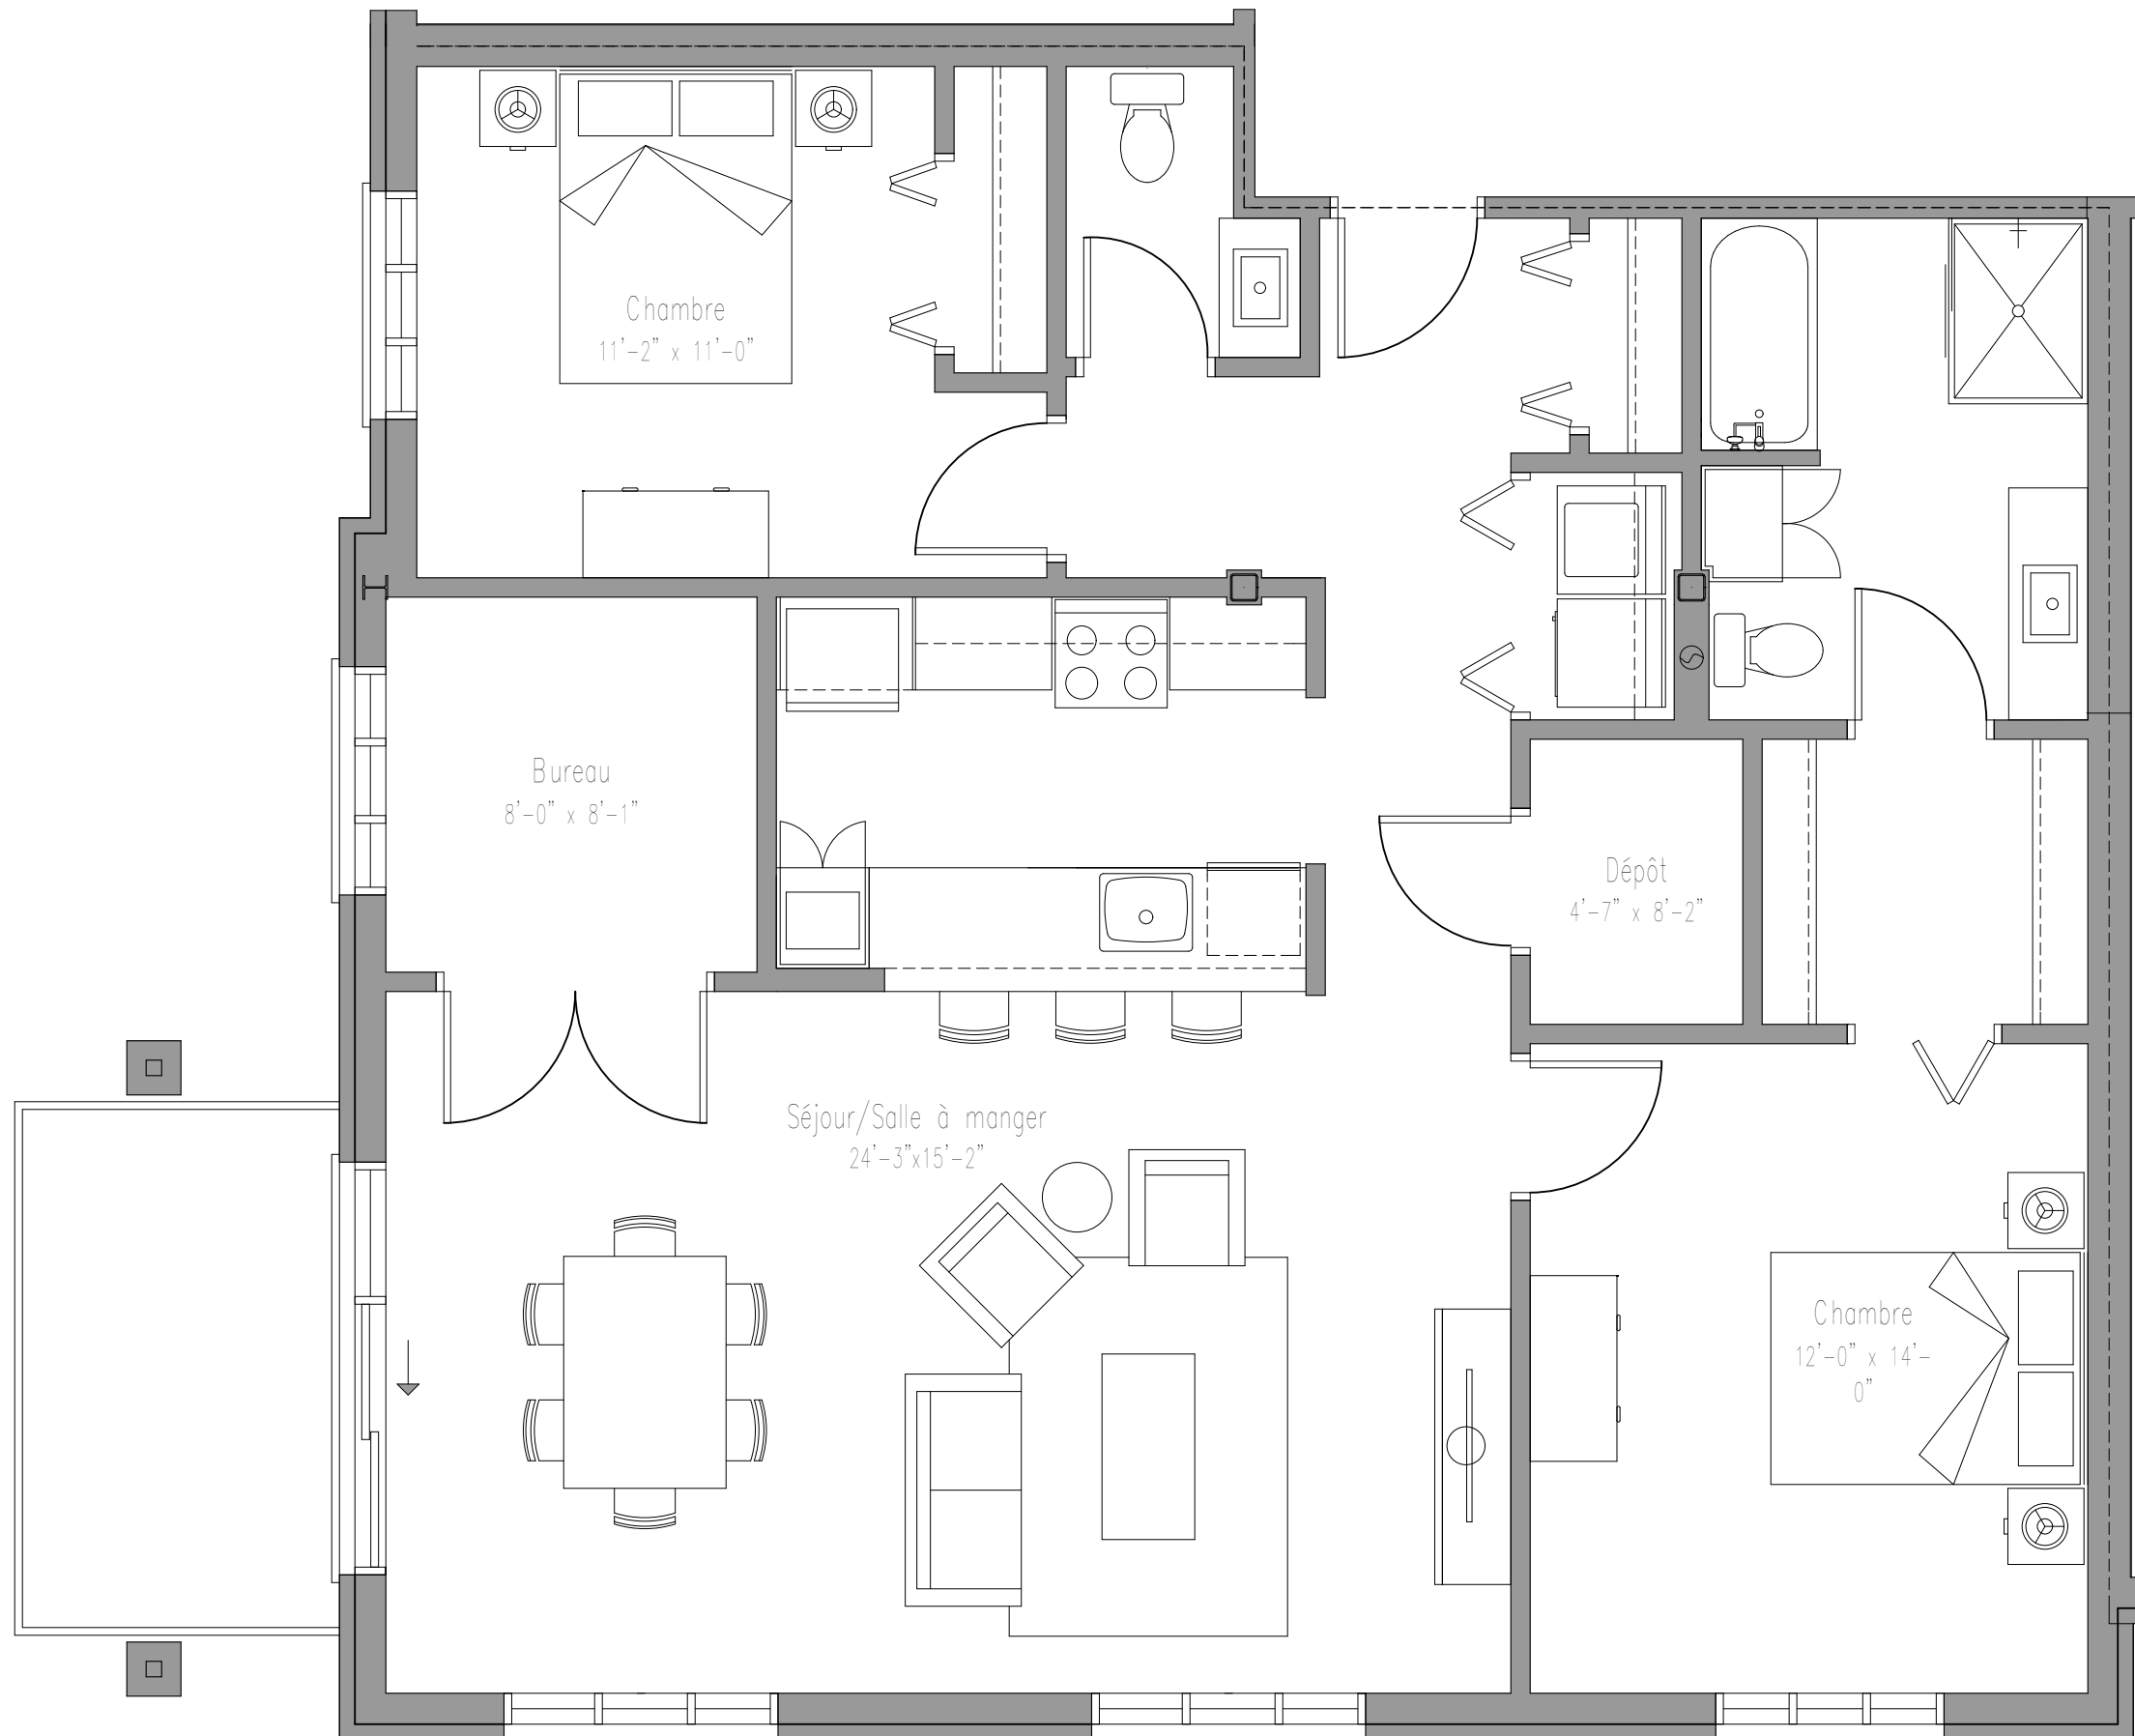 Chambre
11'-2" x 11'-0"
Bureau
8'-0" x 8'-1"
Dépôt
4'-7" x 8'-2"
Séjour/Salle à manger
24'-3"x15'-2"
Chambre
12'-0" x 14'-
0"